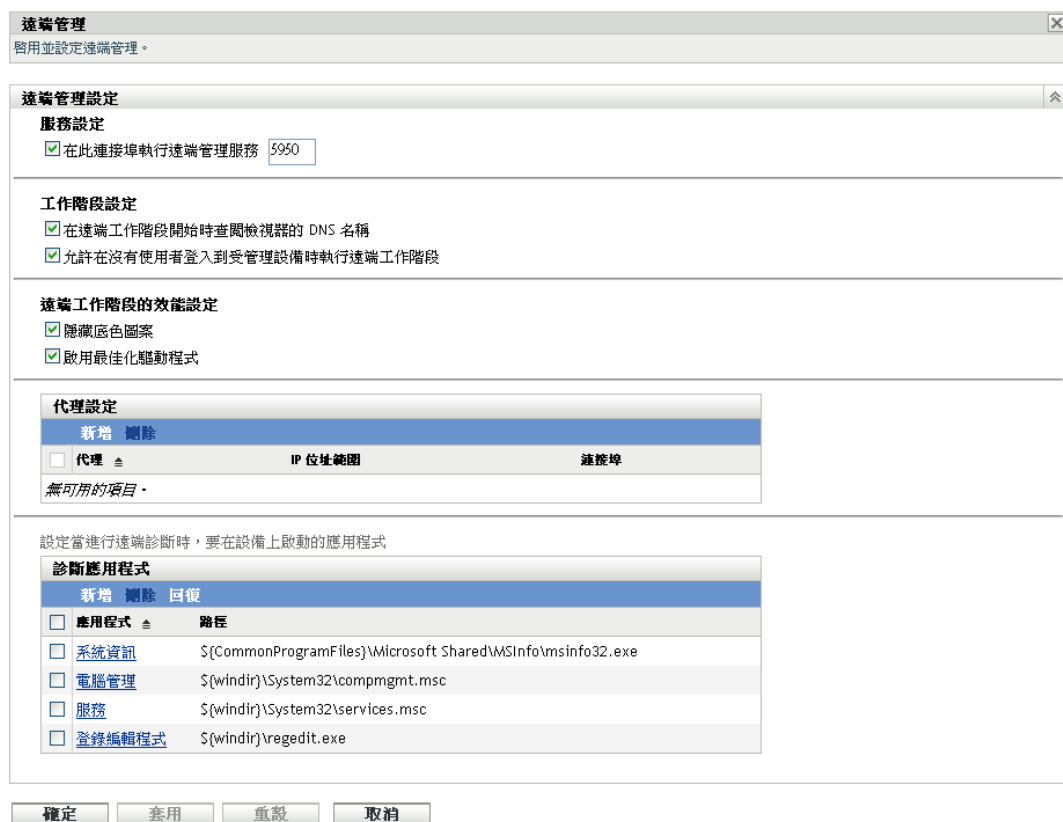 遠端管理
啓用並設定遠端管理。
遠端管理設定
服務設定
在此連接埠執行遠端管理服務 5950
工作階段設定
在遠端工作階段開始時查閱檢視器的 DNS 名稱
允許在沒有使用者登入到受管理設備時執行遠端工作階段
遠端工作階段的效能設定
隱藏底色圖案
啟用最佳化驅動程式
代理設定
新增 刪除
代理 IP 位址範圍 連接埠
無可用的項目。
設定當進行遠端診斷時，要在設備上啟動的應用程式
診斷應用程式
新增 刪除 回復
應用程式 路徑
系統資訊 ${CommonProgramFiles}\Microsoft Shared\MSInfo\msinfo32.exe
電腦管理 ${windir}\System32\compmgmt.msc
服務 ${windir}\System32\services.msc
登錄編輯程式 ${windir}\regedit.exe
確定 套用 重設 取消